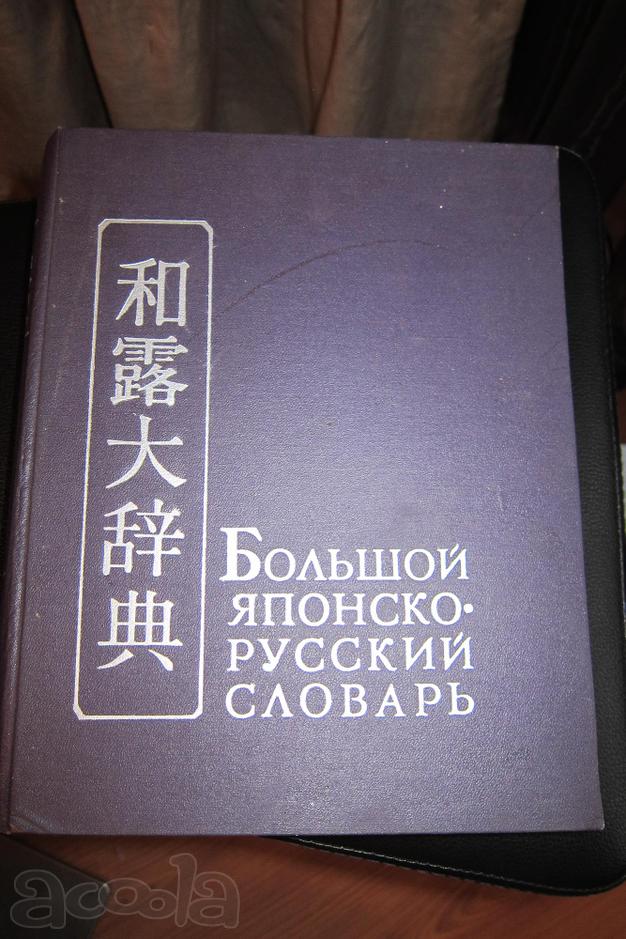 和露大辞典
Большой
японско-
русский
словарь
acoola